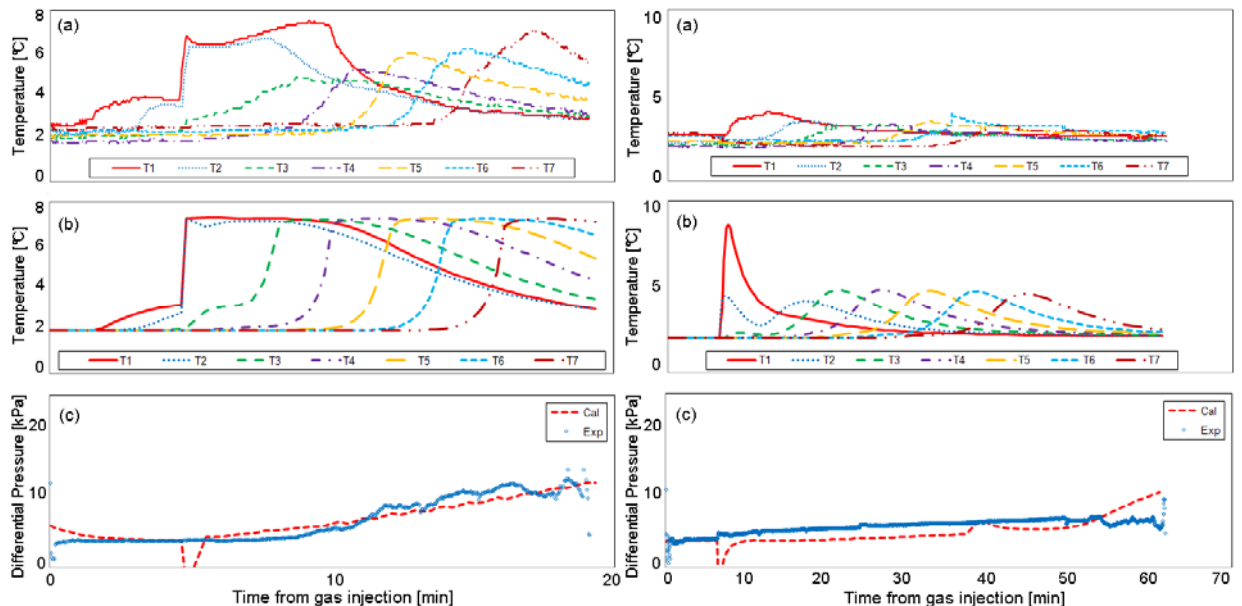 (a)
Temperature [℃]
8
6
4
2
0
T1 T2 T3 T4 T5 T6 T7
(b)
Temperature [℃]
8
6
4
2
0
T1 T2 T3 T4 T5 T6 T7
(c)
Differential Pressure [kPa]
20
10
0
Cal
Exp
0 10 20
Time from gas injection [min]
(a)
Temperature [℃]
10
5
0
T1 T2 T3 T4 T5 T6 T7
(b)
Temperature [℃]
10
5
0
T1 T2 T3 T4 T5 T6 T7
(c)
Differential Pressure [kPa]
20
10
0
Cal
Exp
0 10 20 30 40 50 60 70
Time from gas injection [min]